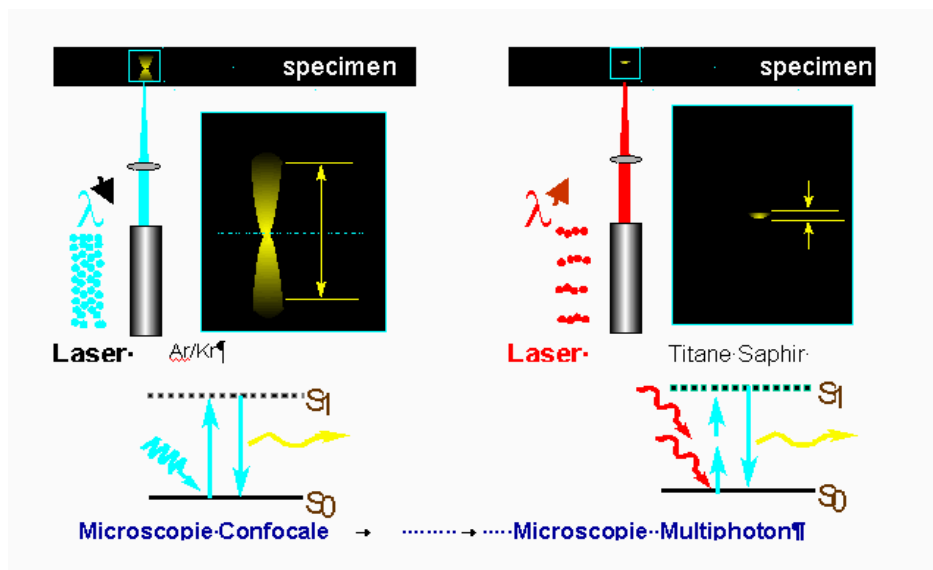 specimen
specimen
λ
λ
Laser· Ar/Kr¶
Laser· Titane·Saphir·
S1
S1
S0
S0
Microscopie·Confocale → ········→·····Microscopie··Multiphoton¶